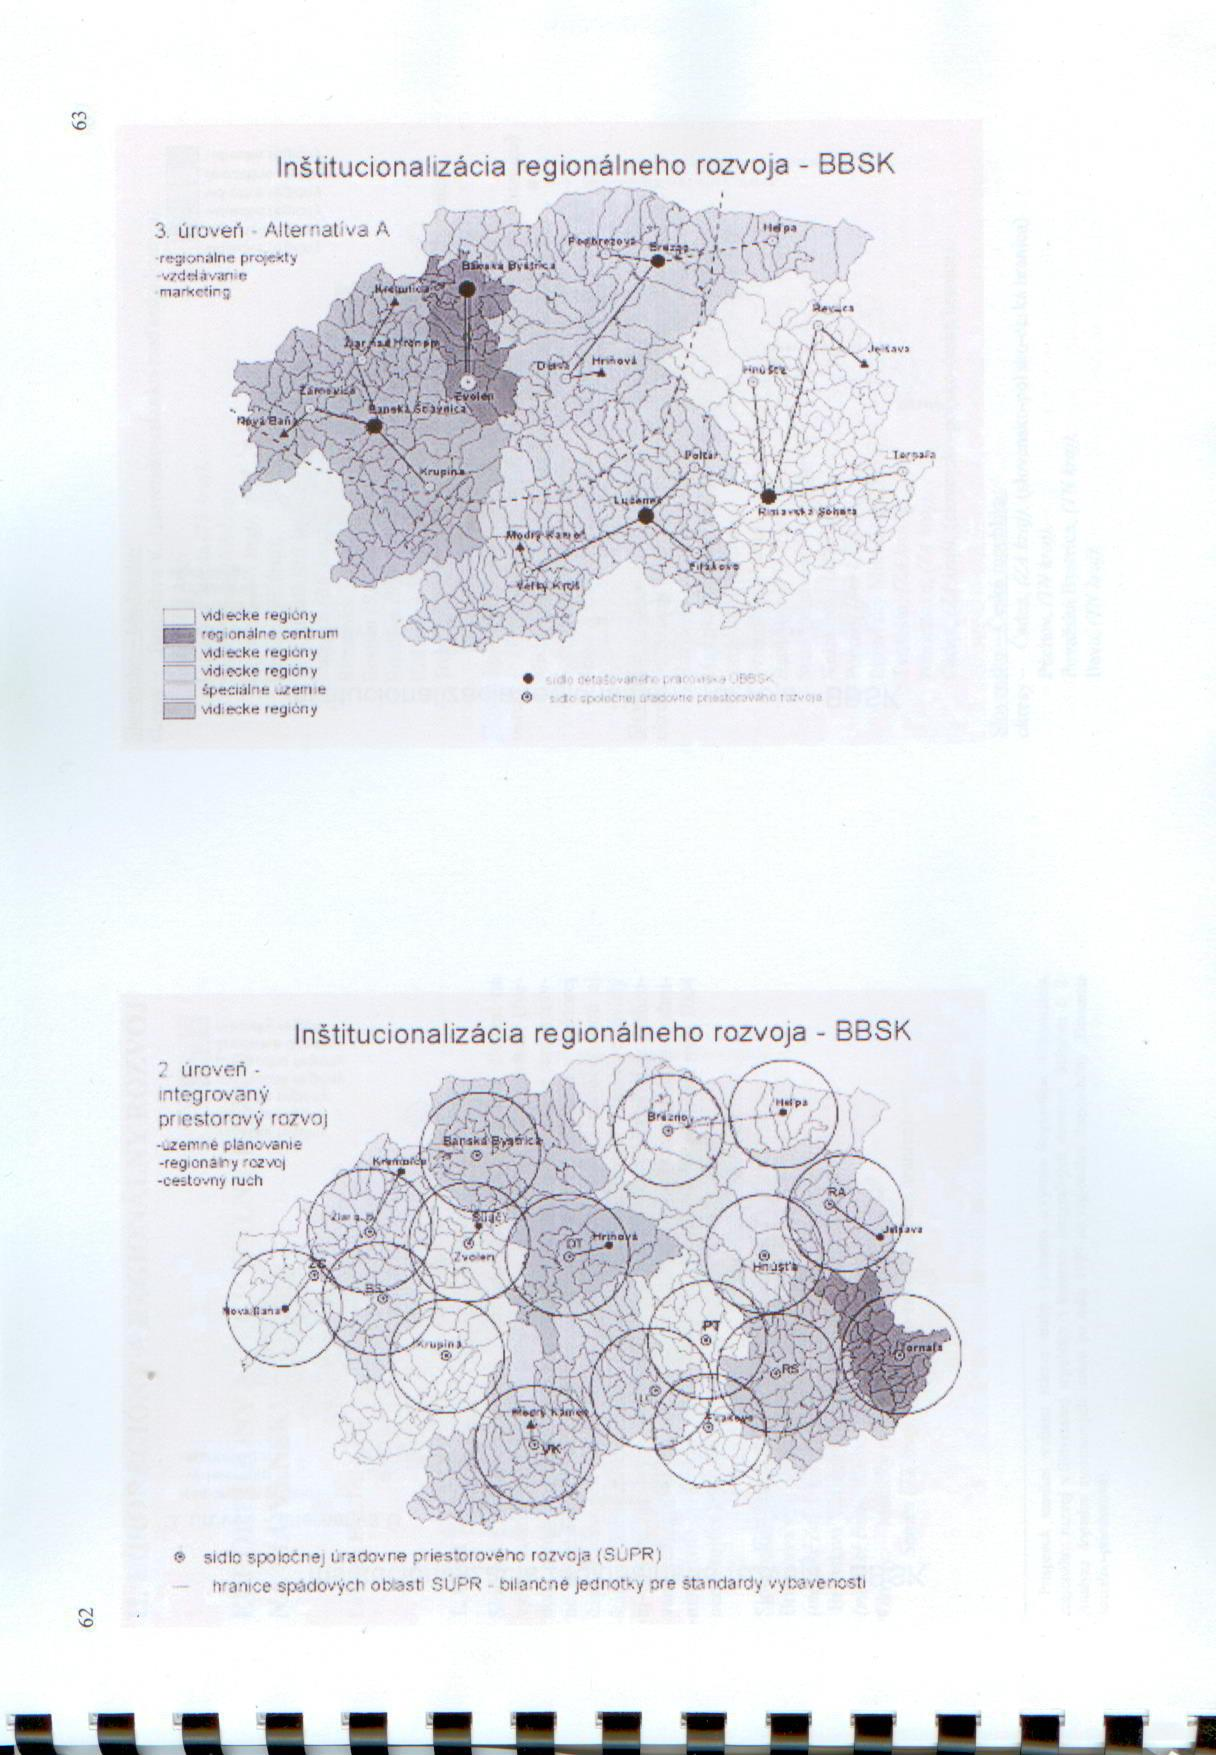 63
Inštitucionalizácia regionálneho rozvoja - BBSK
3. úroveň - Alternatíva A
-regionálne projekty
-vzdelávanie
-marketing
Heľpa
Podbrezová
Brezno
Banská Bystrica
Kremnica
Revúca
Žiar nad Hronom
Jelšava
Detva
Hriňová
Hnúšťa
Žarnovica
Zvolen
Banská Štiavnica
Nová Baňa
Poltár
Tornaľa
Krupina
Lučenec
Rimavská Sobota
Modrý Kameň
Fiľakovo
Veľký Krtíš
vidiecke regióny
regionálne centrum
vidiecke regióny
vidiecke regióny
špeciálne územie
vidiecke regióny
sídlo detašovaného pracoviska ÚBBSK
sídlo spoločnej úradovne priestorového rozvoja
Inštitucionalizácia regionálneho rozvoja - BBSK
2. úroveň -
integrovaný
priestorový rozvoj
-územné plánovanie
-regionálny rozvoj
-cestovný ruch
Heľpa
Brezno
Banská Bystrica
Kremnica
RA
Žiar n. H.
Sliač
Jelšava
Hriňová
DT
Zvolen
Hnúšťa
ZC
BS
Nová Baňa
PT
Krupina
Tornaľa
RS
LC
Modrý Kameň
Fiľakovo
VK
sídlo spoločnej úradovne priestorového rozvoja (SÚPR)
hranice spádových oblastí SÚPR - bilančné jednotky pre štandardy vybavenosti
62